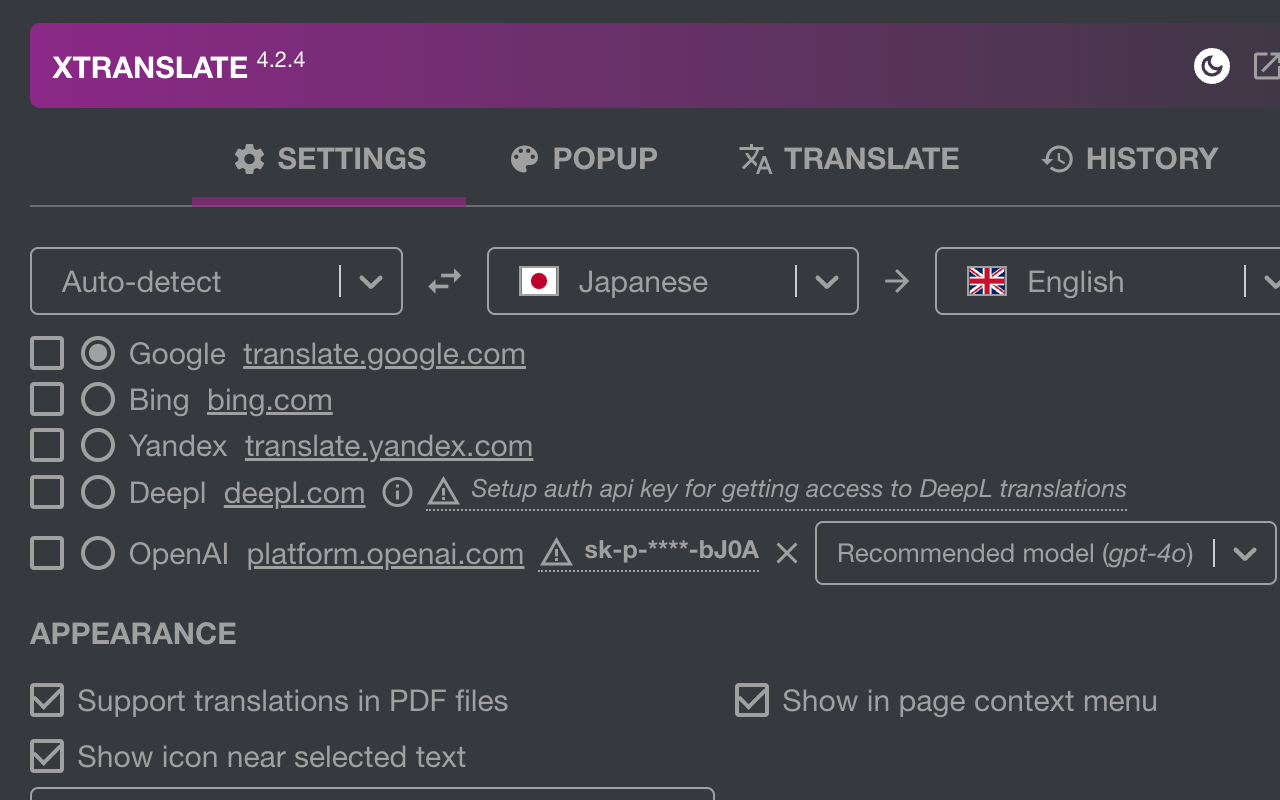 XTRANSLATE 4.2.4
SETTINGS POPUP TRANSLATE HISTORY
Auto-detect Japanese English
Google translate.google.com
Bing bing.com
Yandex translate.yandex.com
Deepl deepl.com Setup auth api key for getting access to DeepL translations
OpenAI platform.openai.com sk-p-****-bJ0A Recommended model (gpt-4o)
APPEARANCE
Support translations in PDF files Show in page context menu
Show icon near selected text